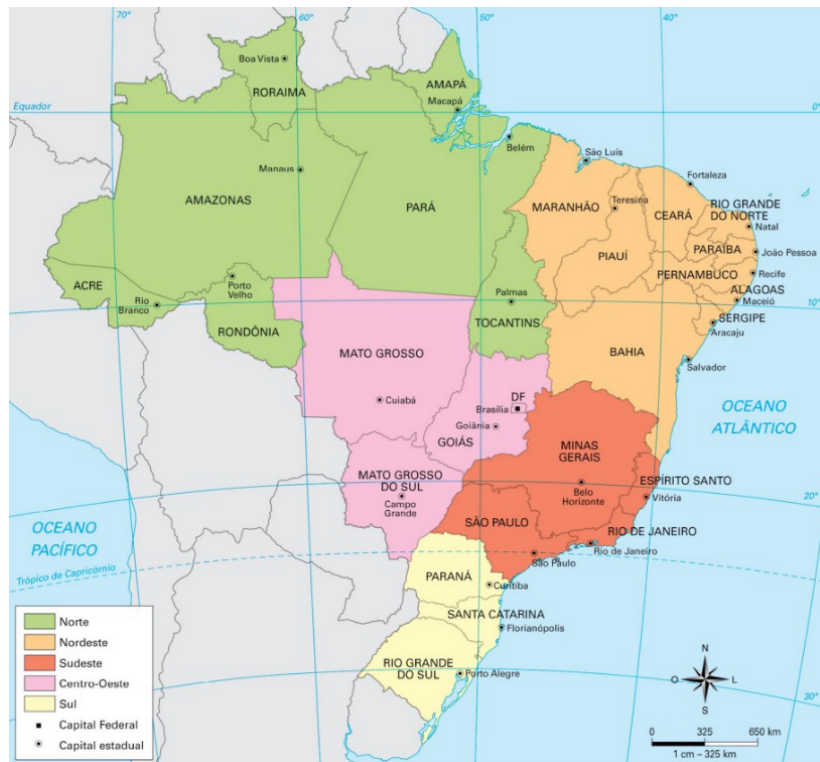 70°
60°
50°
40°
Boa Vista
RORAIMA
AMAPÁ
Macapá
Equador
0°
Belém
São Luís
Manaus
Fortaleza
AMAZONAS
PARÁ
MARANHÃO
Teresina
CEARÁ
RIO GRANDE
DO NORTE
Natal
PARAÍBA
João Pessoa
PIAUÍ
PERNAMBUCO
Recife
ACRE
Porto
Velho
Rio
Branco
Palmas
ALAGOAS
Maceió
10°
RONDÔNIA
TOCANTINS
SERGIPE
Aracaju
MATO GROSSO
BAHIA
Salvador
Cuiabá
DF
Brasília
OCEANO
ATLÂNTICO
Goiânia
GOIÁS
MINAS
GERAIS
MATO GROSSO
DO SUL
Campo
Grande
Belo
Horizonte
ESPÍRITO SANTO
Vitória
20°
OCEANO
PACÍFICO
SÃO PAULO
RIO DE JANEIRO
Rio de Janeiro
São Paulo
Trópico de Capricórnio
PARANÁ
Curitiba
SANTA CATARINA
Florianópolis
RIO GRANDE
DO SUL
Porto Alegre
30°
Norte
Nordeste
Sudeste
Centro-Oeste
Sul
Capital Federal
Capital estadual
N
O
L
S
0 325 650 km
1 cm – 325 km